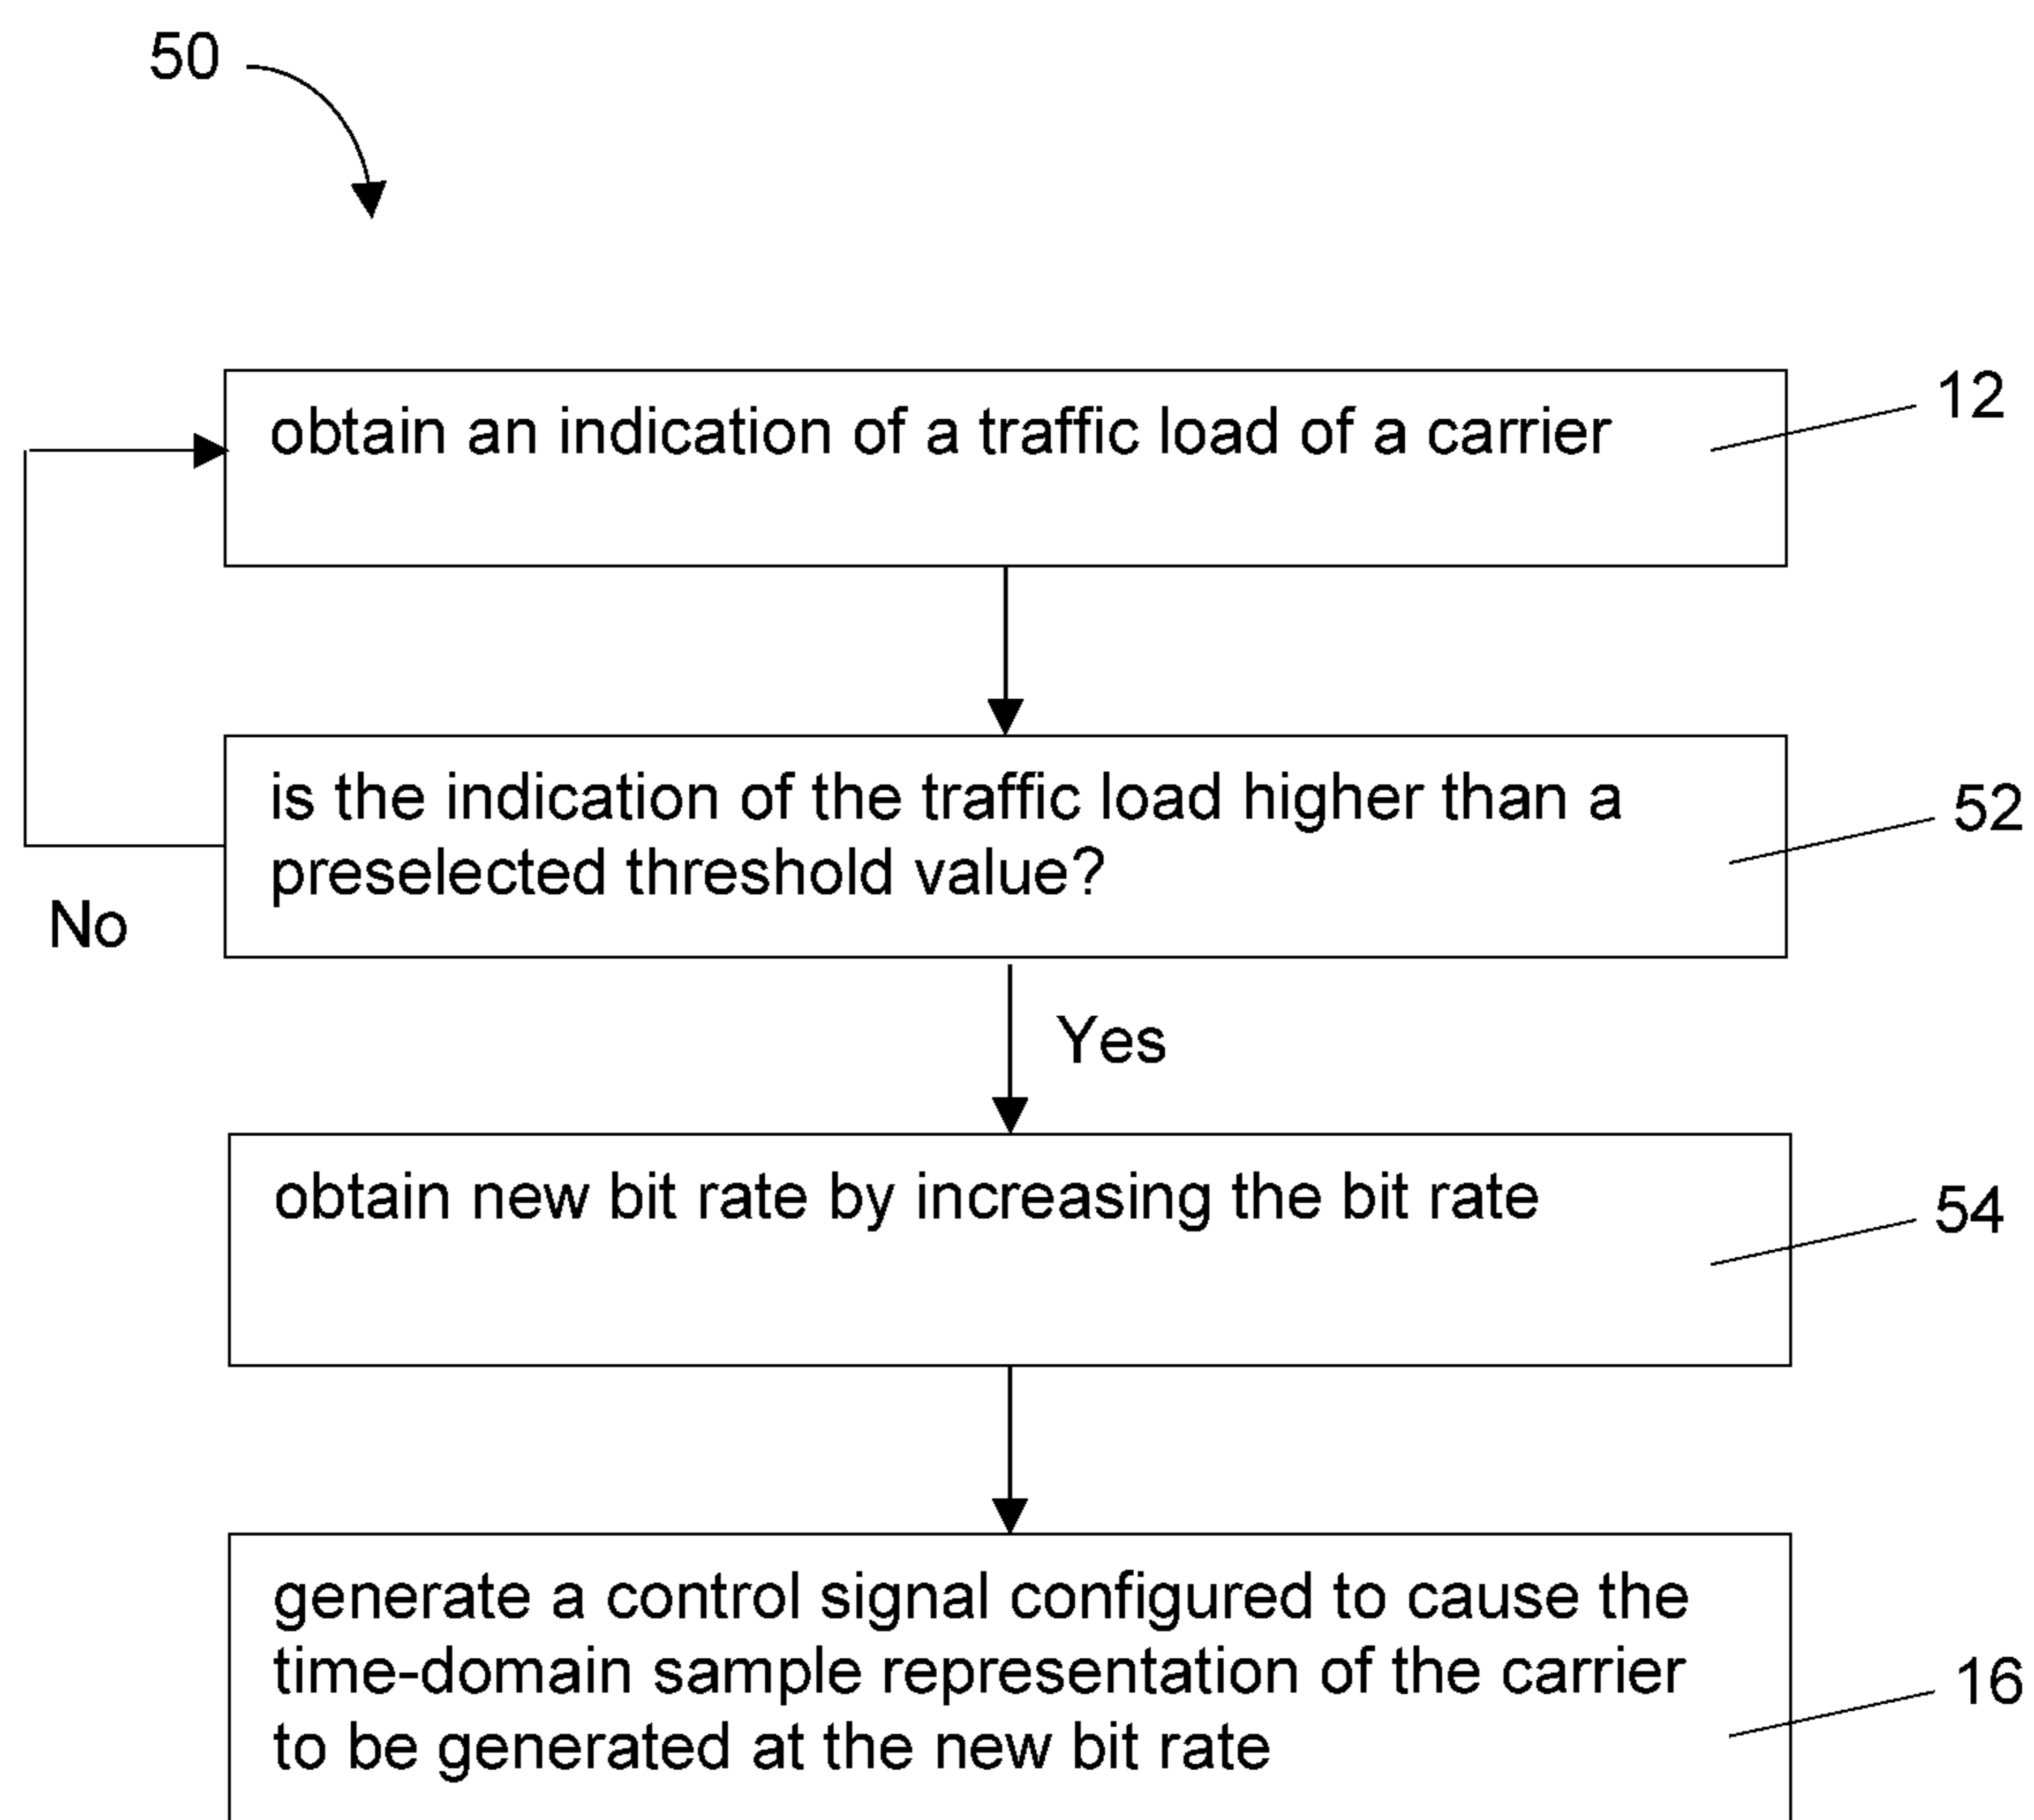 50
obtain an indication of a traffic load of a carrier
12
is the indication of the traffic load higher than a
preselected threshold value?
52
No
Yes
obtain new bit rate by increasing the bit rate
54
generate a control signal configured to cause the
time-domain sample representation of the carrier
to be generated at the new bit rate
16